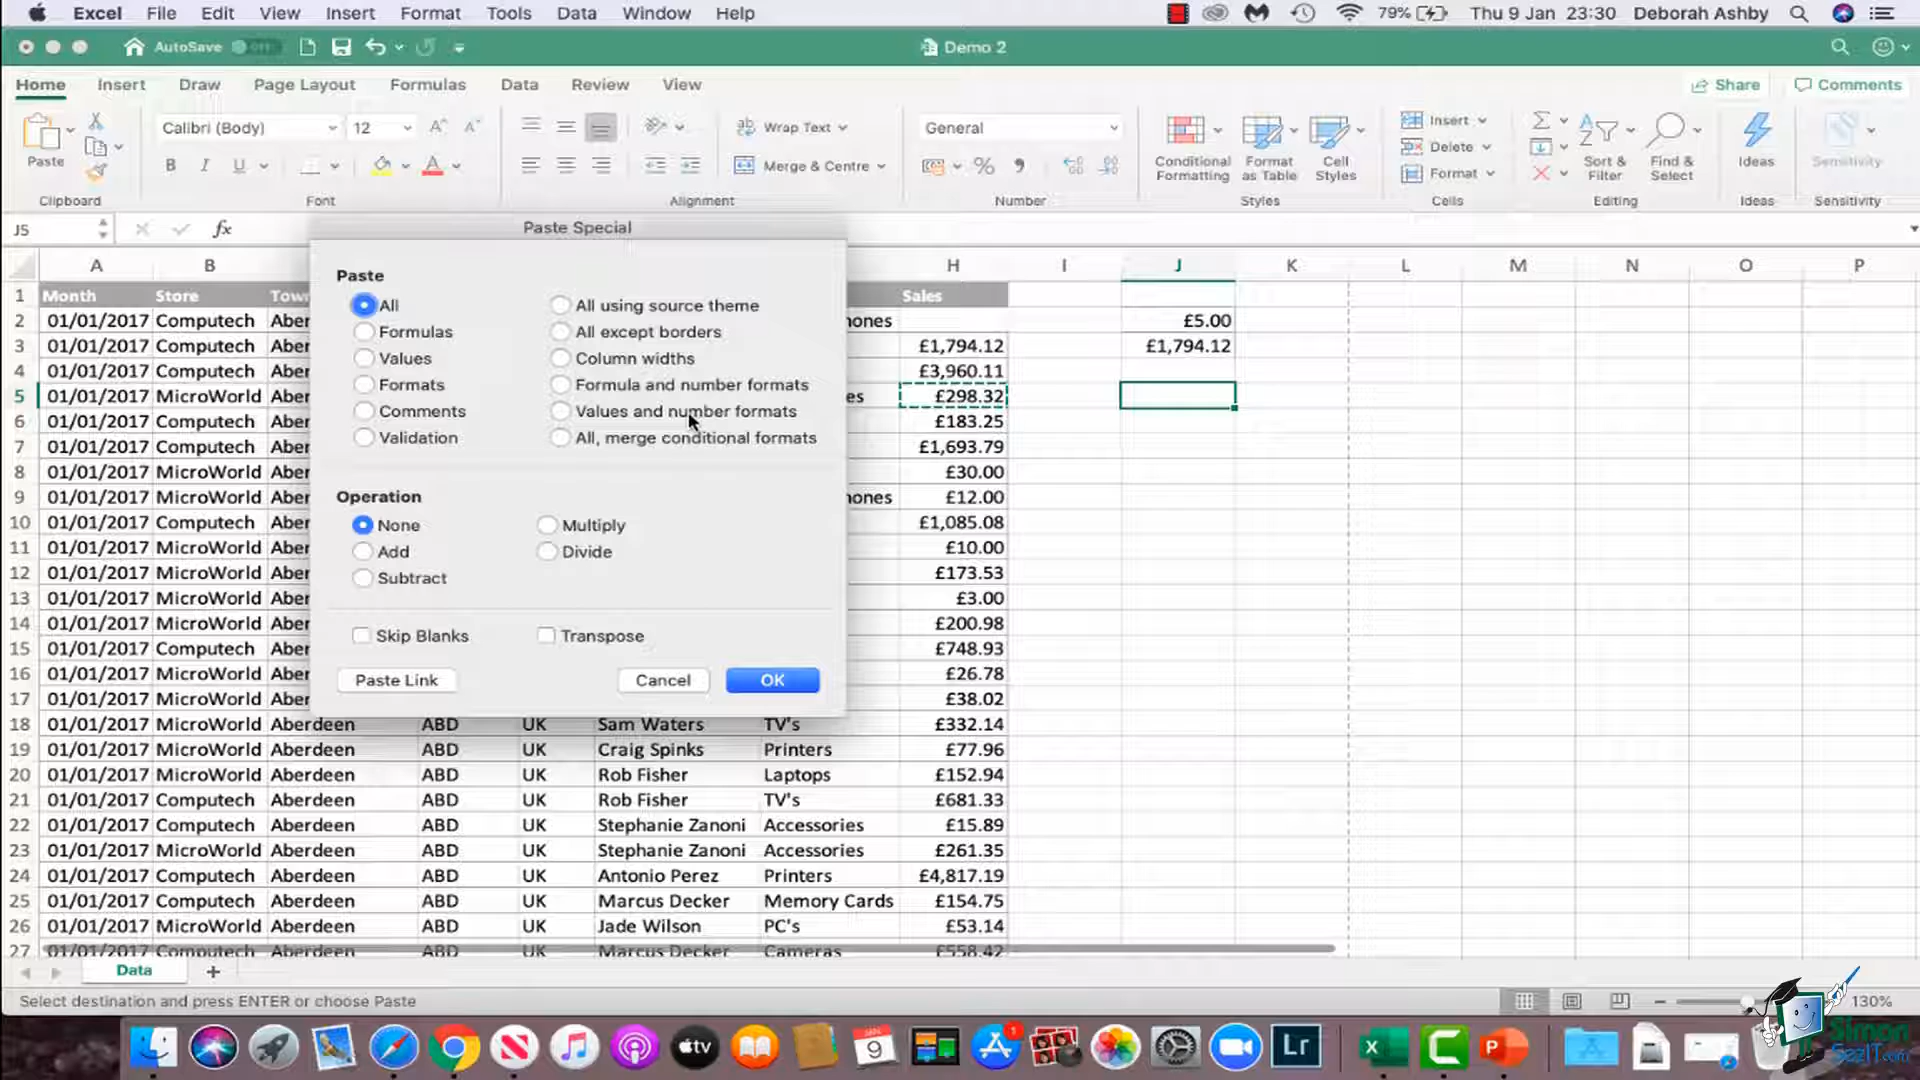 Excel File Edit View Insert Format Tools Data Window Help 79% Thu 9 Jan 23:30 Deborah Ashby
AutoSave Demo 2
Home Insert Draw Page Layout Formulas Data Review View Share Comments
Calibri (Body) 12 Wrap Text General Insert
Paste B I U Merge & Centre % Conditional Formatting Format as Table Cell Styles Delete Format Sort & Filter Find & Select Ideas Sensitivity
Clipboard Font Alignment Number Styles Cells Editing Ideas Sensitivity
J5 fx
Paste Special
Paste
All All using source theme
Formulas All except borders
Values Column widths
Formats Formula and number formats
Comments Values and number formats
Validation All, merge conditional formats
Operation
None Multiply
Add Divide
Subtract
Skip Blanks Transpose
Paste Link Cancel OK
A B H I J K L M N O P
1 Month Store Town Sales
2 01/01/2017 Computech Aber hones £5.00
3 01/01/2017 Computech Aber £1,794.12 £1,794.12
4 01/01/2017 Computech Aber £3,960.11
5 01/01/2017 MicroWorld Aber es £298.32
6 01/01/2017 Computech Aber £183.25
7 01/01/2017 Computech Aber £1,693.79
8 01/01/2017 MicroWorld Aber £30.00
9 01/01/2017 MicroWorld Aber hones £12.00
10 01/01/2017 Computech Aber £1,085.08
11 01/01/2017 MicroWorld Aber £10.00
12 01/01/2017 MicroWorld Aber £173.53
13 01/01/2017 MicroWorld Aber £3.00
14 01/01/2017 MicroWorld Aber £200.98
15 01/01/2017 Computech Aber £748.93
16 01/01/2017 MicroWorld Aber £26.78
17 01/01/2017 MicroWorld Aber £38.02
18 01/01/2017 MicroWorld Aberdeen ABD UK Sam Waters TV's £332.14
19 01/01/2017 MicroWorld Aberdeen ABD UK Craig Spinks Printers £77.96
20 01/01/2017 MicroWorld Aberdeen ABD UK Rob Fisher Laptops £152.94
21 01/01/2017 Computech Aberdeen ABD UK Rob Fisher TV's £681.33
22 01/01/2017 Computech Aberdeen ABD UK Stephanie Zanoni Accessories £15.89
23 01/01/2017 MicroWorld Aberdeen ABD UK Stephanie Zanoni Accessories £261.35
24 01/01/2017 Computech Aberdeen ABD UK Antonio Perez Printers £4,817.19
25 01/01/2017 Computech Aberdeen ABD UK Marcus Decker Memory Cards £154.75
26 01/01/2017 MicroWorld Aberdeen ABD UK Jade Wilson PC's £53.14
27 01/01/2017 Computech Aberdeen ABD UK Marcus Decker Cameras £558.42
Data
Select destination and press ENTER or choose Paste 130%
tv 9 1 Lr X C P
Simon SezIT.com